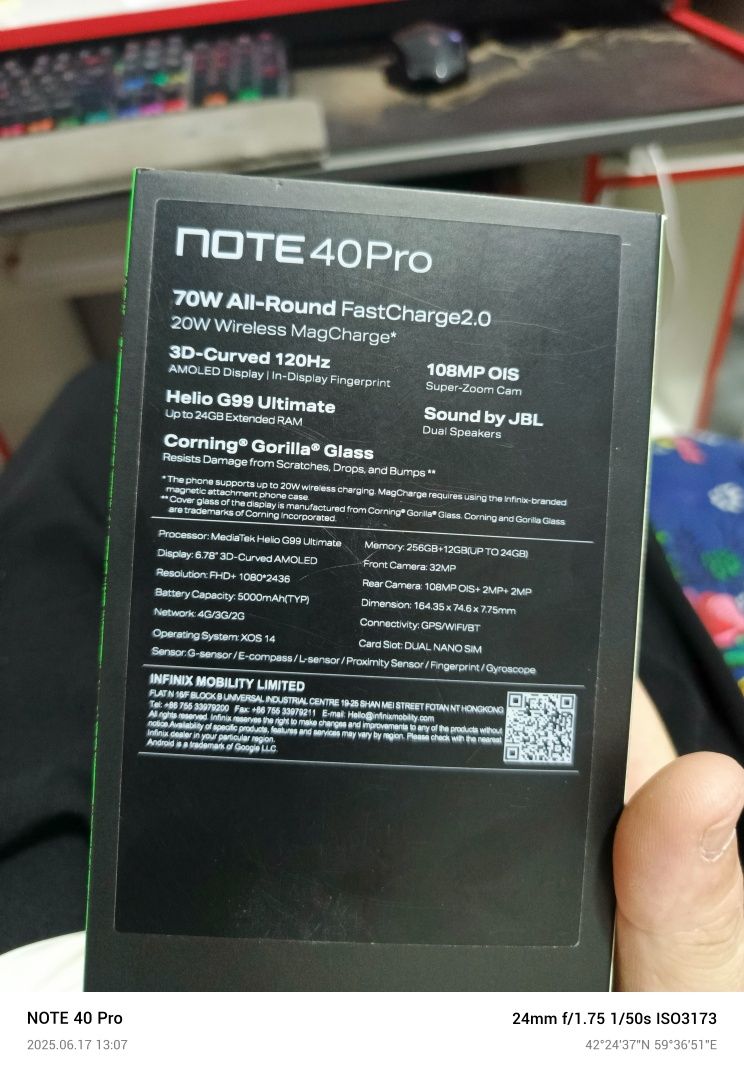 NOTE 40 Pro
70W All-Round FastCharge2.0
20W Wireless MagCharge*
3D-Curved 120Hz
AMOLED Display | In-Display Fingerprint
108MP OIS
Super-Zoom Cam
Helio G99 Ultimate
Up to 24GB Extended RAM
Sound by JBL
Dual Speakers
Corning® Gorilla® Glass
Resists Damage from Scratches, Drops, and Bumps **
* The phone supports up to 20W wireless charging. MagCharge requires using the Infinix-branded
magnetic attachment phone case.
** Cover glass of the display is manufactured from Corning® Gorilla® Glass. Corning and Gorilla Glass
are trademarks of Corning Incorporated.
Processor: MediaTek Helio G99 Ultimate
Display: 6.78" 3D-Curved AMOLED
Resolution: FHD+ 1080*2436
Battery Capacity: 5000mAh(TYP)
Network: 4G/3G/2G
Operating System: XOS 14
Memory: 256GB+12GB(UP TO 24GB)
Front Camera: 32MP
Rear Camera: 108MP OIS+ 2MP+ 2MP
Dimension: 164.35 x 74.6 x 7.75mm
Connectivity: GPS/WIFI/BT
Card Slot: DUAL NANO SIM
Sensor: G-sensor / E-compass / L-sensor / Proximity Sensor / Fingerprint / Gyroscope
INFINIX MOBILITY LIMITED
FLAT N 16/F BLOCK B UNIVERSAL INDUSTRIAL CENTRE 19-25 SHAN MEI STREET FOTAN NT HONGKONG
Tel: +86 755 33979200 Fax: +86 755 33979211 E-mail: Hello@infinixmobility.com
All rights reserved. Infinix reserves the right to make changes and improvements to any of the products without
notice.Availability of specific products, features and services may vary by region. Please check with the nearest
Infinix dealer in your particular region.
Android is a trademark of Google LLC.
NOTE 40 Pro
2025.06.17 13:07
24mm f/1.75 1/50s ISO3173
42°24'37"N 59°36'51"E